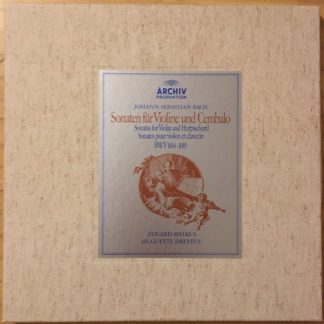 ARCHIV
PRODUKTION
JOHANN SEBASTIAN BACH
Sonaten für Violine und Cembalo
Sonatas for Violin and Harpsichord
Sonates pour violon et clavecin
BWV 1014-1019
EDUARD MELKUS
HUGUETTE DREYFUS